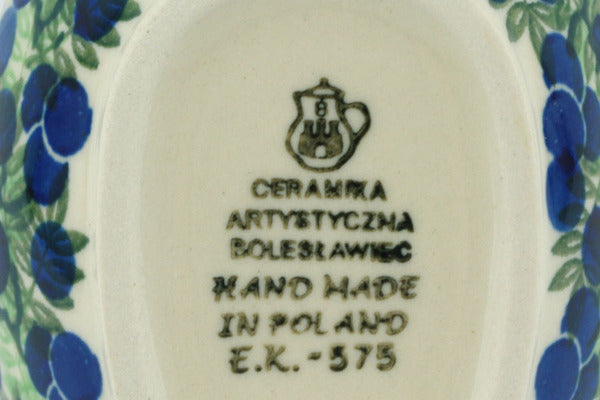 CERAMIKA
ARTYSTYCZNA
BOLESŁAWIEC
HAND MADE
IN POLAND
E.K.-575